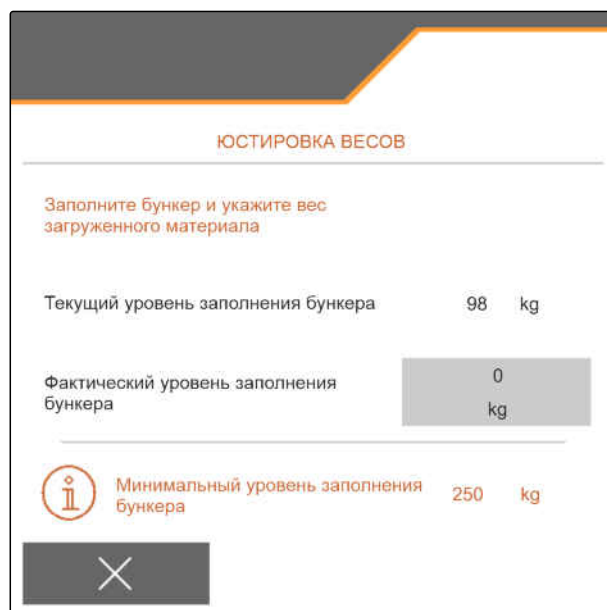 ЮСТИРОВКА ВЕСОВ
Заполните бункер и укажите вес
загруженного материала
Текущий уровень заполнения бункера 98 kg
Фактический уровень заполнения
бункера
0
kg
Минимальный уровень заполнения
бункера
250 kg